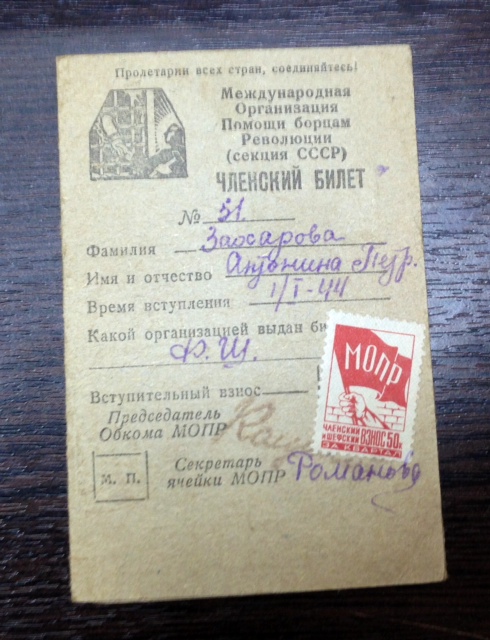 Пролетарии всех стран, соединяйтесь!
Международная
Организация
Помощи борцам
Революции
(секция СССР)
ЧЛЕНСКИЙ БИЛЕТ
№ 51
Фамилия Заосарова
Имя и отчество Антонина Петр.
Время вступления 1/I-44
Какой организацией выдан би
Ф.Ш.
Вступительный взнос
Председатель
Обкома МОПР
М. П.
Секретарь
ячейки МОПР Романова
МОПР
ЧЛЕНСКИЙ
И ШЕФСКИЙ ВЗНОС 50к.
ЗА КВАРТАЛ